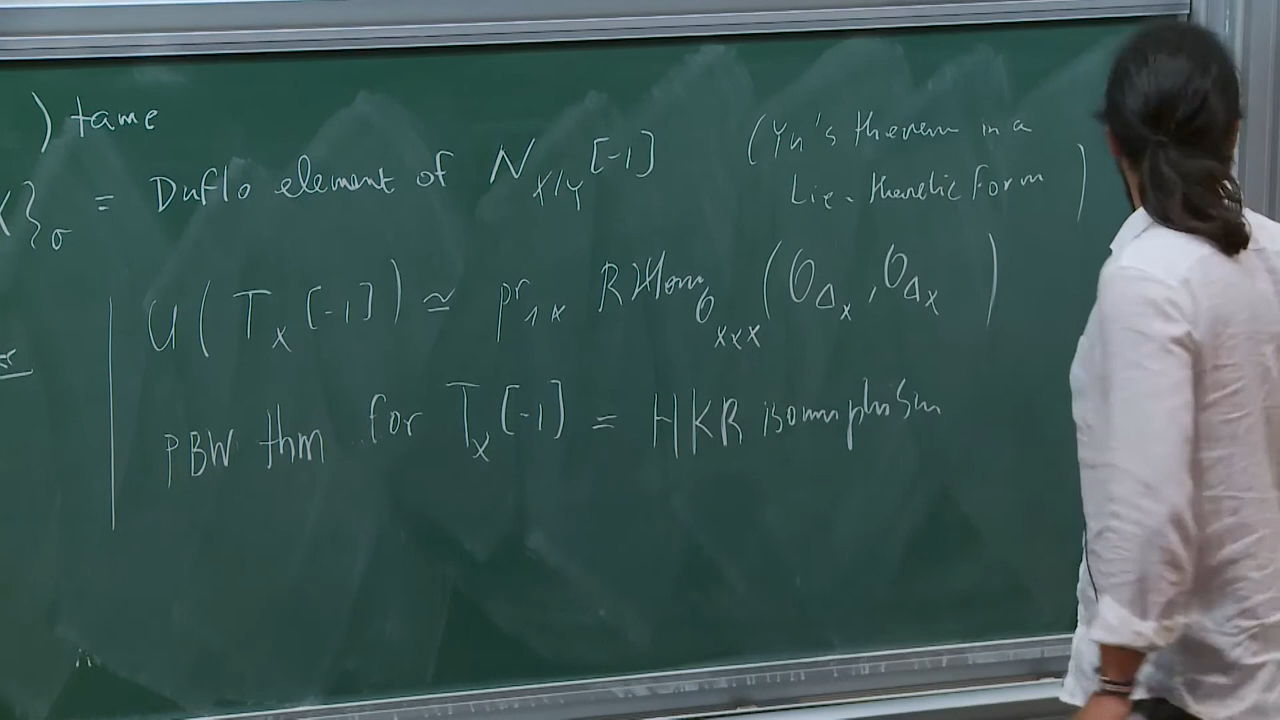 ) tame
}σ = Duflo element of N_{X/Y}[-1] (Yu's theorem in a
Lie-theoretic form)
U(T_X[-1]) ≃ pr_{1*} RHom_{O_{X×X}}(O_{Δ_X}, O_{Δ_X})
PBW thm for T_X[-1] = HKR isomorphism